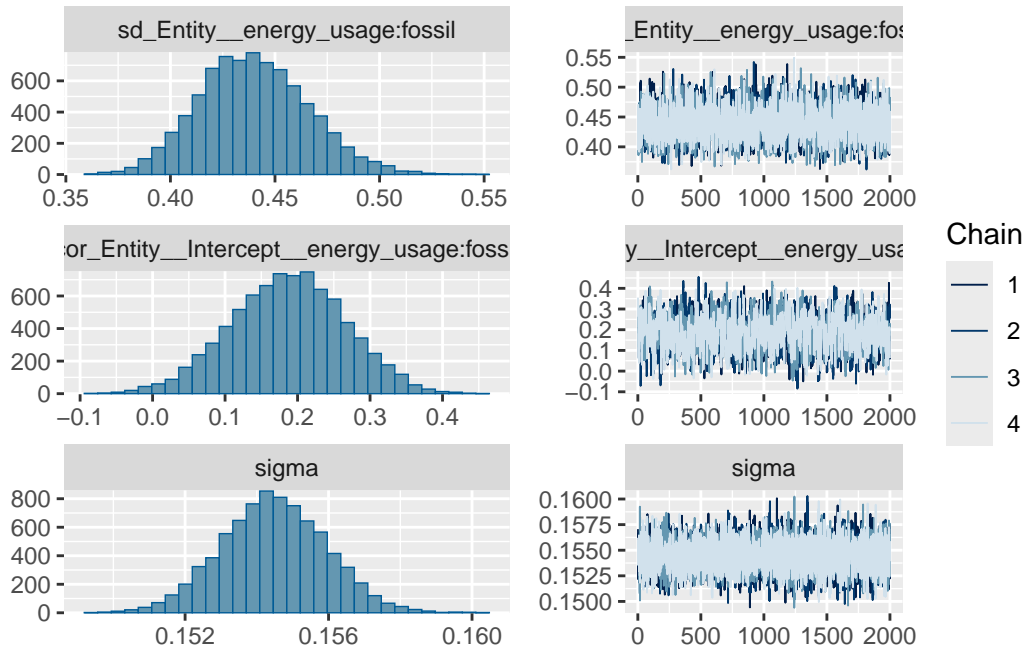 sd_Entity__energy_usage:fossil
600
400
200
0
0.35 0.40 0.45 0.50 0.55
_Entity__energy_usage:fos
0.55
0.50
0.45
0.40
0 500 1000 1500 2000
cor_Entity__Intercept__energy_usage:foss
600
400
200
0
−0.1 0.0 0.1 0.2 0.3 0.4
y__Intercept__energy_usa
0.4
0.3
0.2
0.1
0.0
−0.1
0 500 1000 1500 2000
sigma
800
600
400
200
0
0.152 0.156 0.160
sigma
0.1600
0.1575
0.1550
0.1525
0.1500
0 500 1000 1500 2000
Chain
1
2
3
4